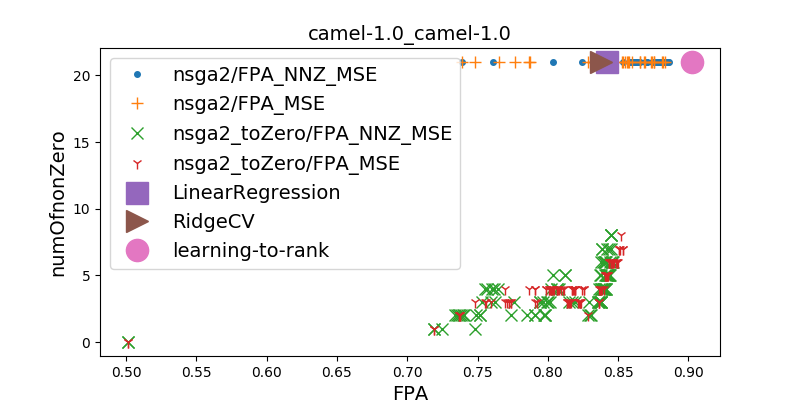 camel-1.0_camel-1.0
numOfnonZero
20
15
10
5
0
nsga2/FPA_NNZ_MSE
nsga2/FPA_MSE
nsga2_toZero/FPA_NNZ_MSE
nsga2_toZero/FPA_MSE
LinearRegression
RidgeCV
learning-to-rank
0.50 0.55 0.60 0.65 0.70 0.75 0.80 0.85 0.90
FPA